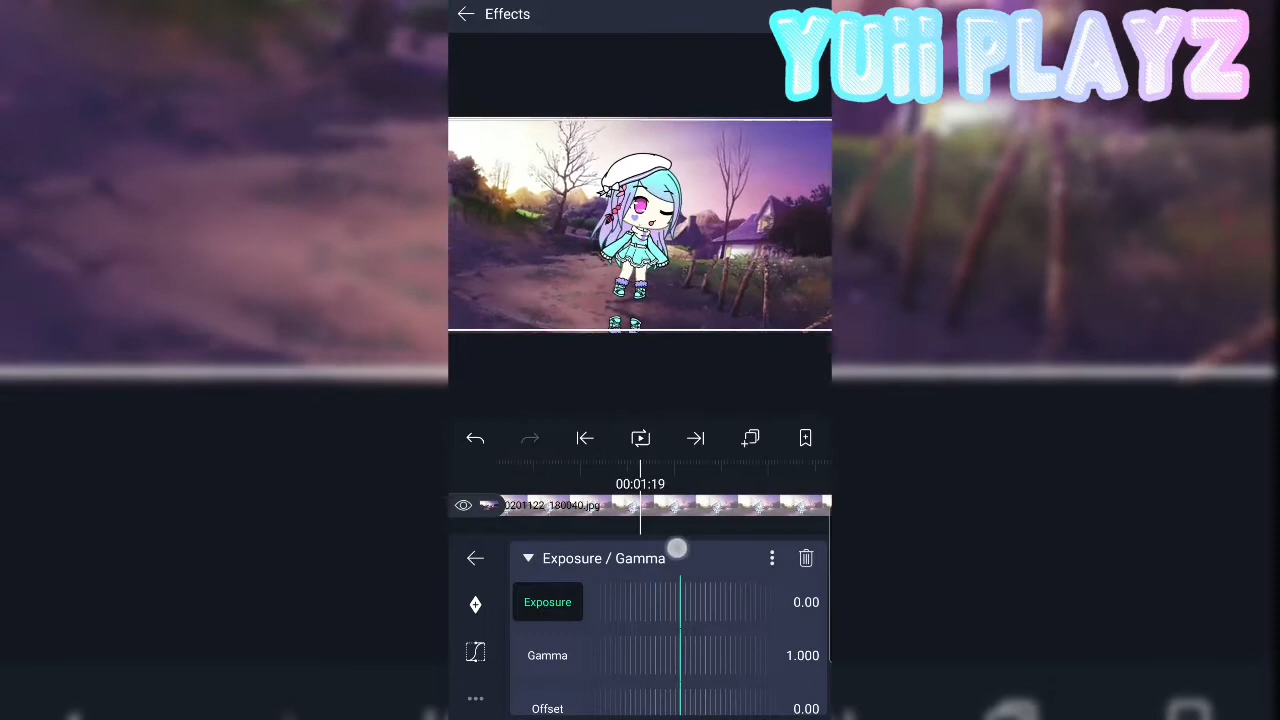 Effects
YUii PLAYZ
00:01:19
0201122_180040.jpg
Exposure / Gamma
Exposure 0.00
Gamma 1.000
Offset 0.00